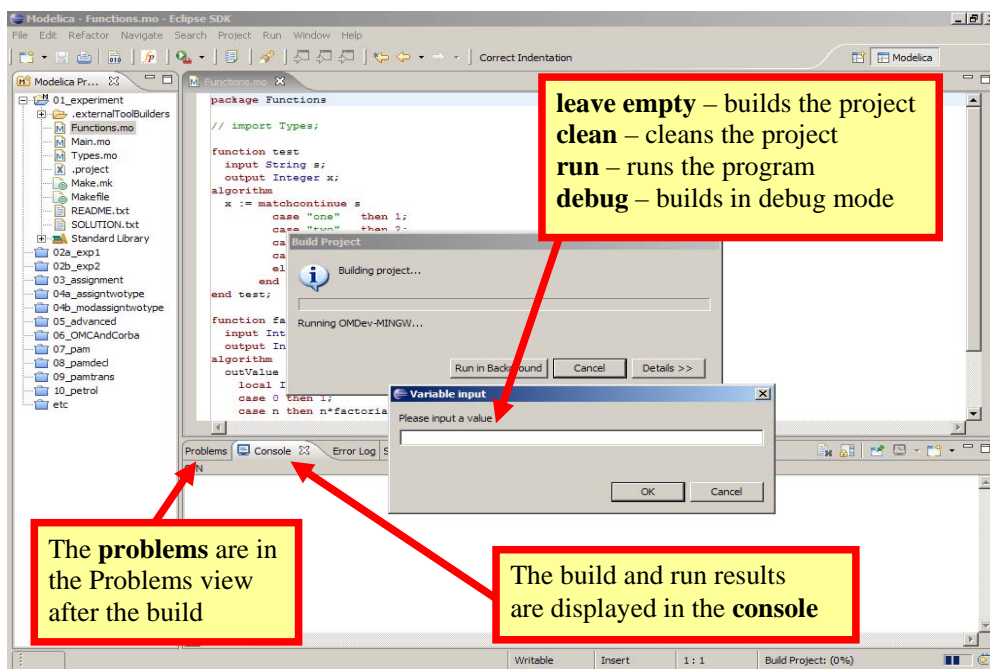 Modelica - Functions.mo - Eclipse SDK
File Edit Refactor Navigate Search Project Run Window Help
Correct Indentation
Modelica
Modelica Pr...
Functions.mo
01_experiment
.externalToolBuilders
Functions.mo
Main.mo
Types.mo
.project
Make.mk
Makefile
README.txt
SOLUTION.txt
Standard Library
02a_exp1
02b_exp2
03_assignment
04a_assigntwotype
04b_modassigntwotype
05_advanced
06_OMCAndCorba
07_pam
08_pamdecl
09_pamtrans
10_petrol
etc
package Functions
// import Types;
function test
input String s;
output Integer x;
algorithm
x := matchcontinue s
case "one" then 1;
case "two" then 2;
ca
ca
el
end
end test;
function fa
input Int
output In
algorithm
outValue
local I
case 0 then 1;
case n then n*factoria
leave empty – builds the project
clean – cleans the project
run – runs the program
debug – builds in debug mode
Build Project
Building project...
Running OMDev-MINGW...
Run in Background Cancel Details >>
Variable input
Please input a value
OK Cancel
Problems Console Error Log S
The problems are in
the Problems view
after the build
The build and run results
are displayed in the console
Writable Insert 1 : 1 Build Project: (0%)